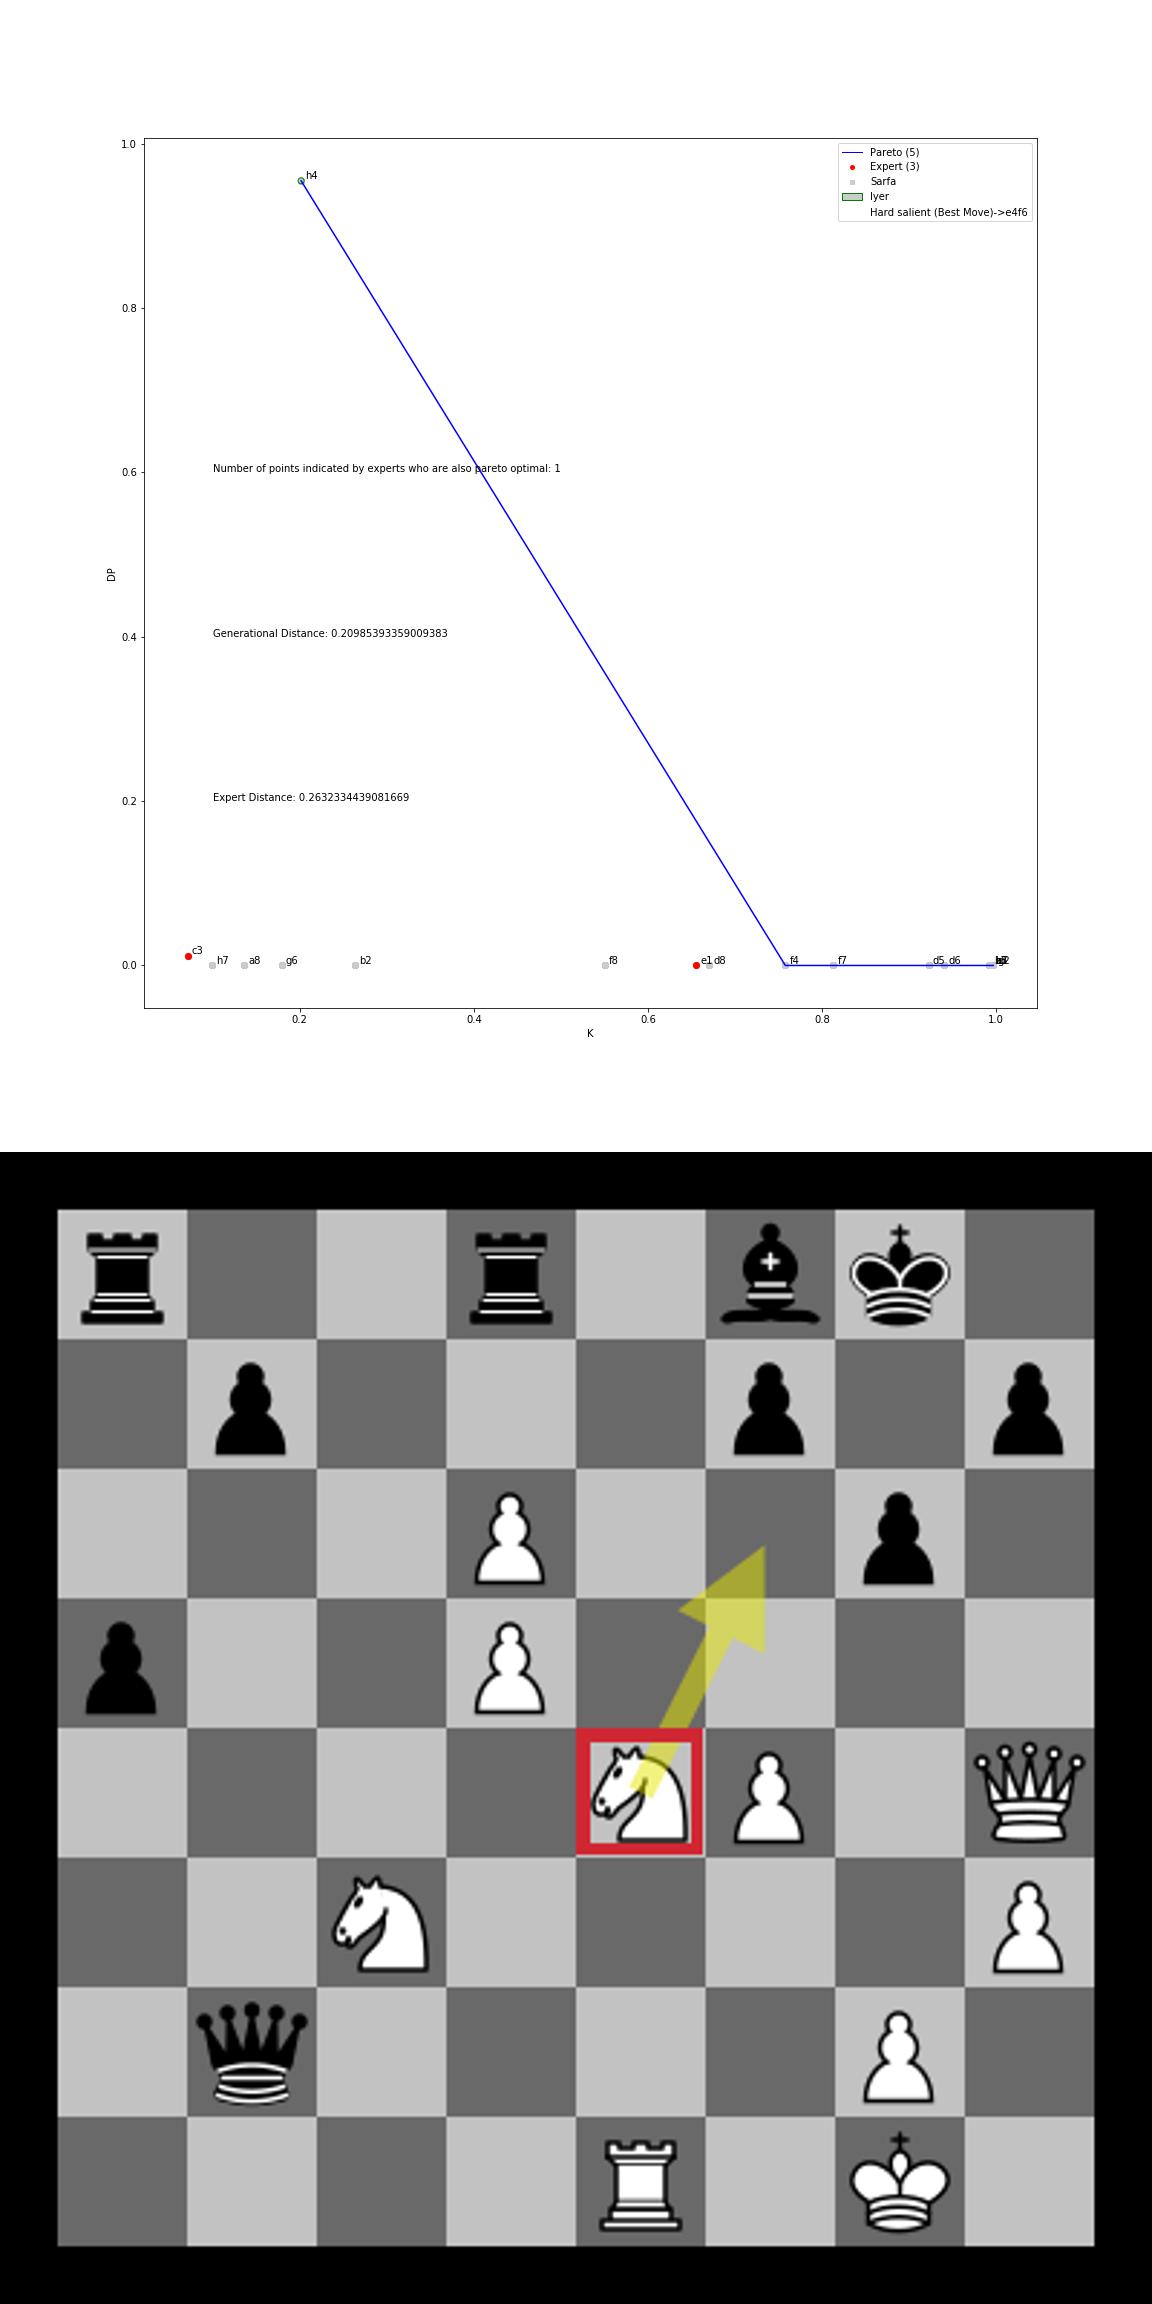 1.0
h4
Pareto (5)
Expert (3)
Sarfa
Iyer
Hard salient (Best Move)->e4f6
0.8
0.6
Number of points indicated by experts who are also pareto optimal: 1
DP
0.4
Generational Distance: 0.20985393359009383
0.2
Expert Distance: 0.2632334439081669
0.0
c3
h7
a8
g6
b2
f8
e1
d8
f4
f7
d5
d6
0.2
0.4
0.6
0.8
1.0
K